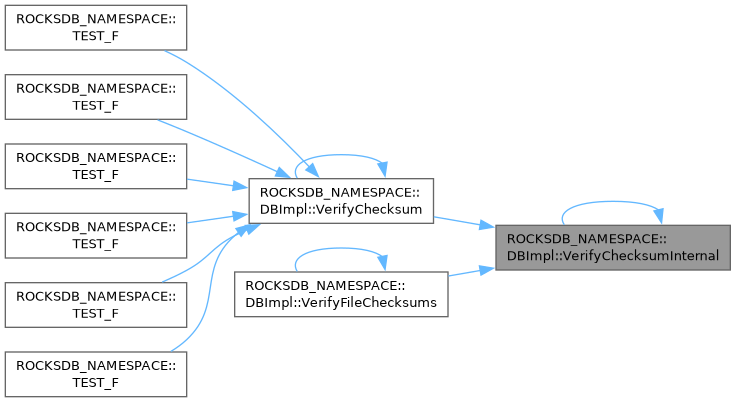 ROCKSDB_NAMESPACE::
TEST_F
ROCKSDB_NAMESPACE::
TEST_F
ROCKSDB_NAMESPACE::
TEST_F
ROCKSDB_NAMESPACE::
TEST_F
ROCKSDB_NAMESPACE::
TEST_F
ROCKSDB_NAMESPACE::
TEST_F
ROCKSDB_NAMESPACE::
DBImpl::VerifyChecksum
ROCKSDB_NAMESPACE::
DBImpl::VerifyFileChecksums
ROCKSDB_NAMESPACE::
DBImpl::VerifyChecksumInternal